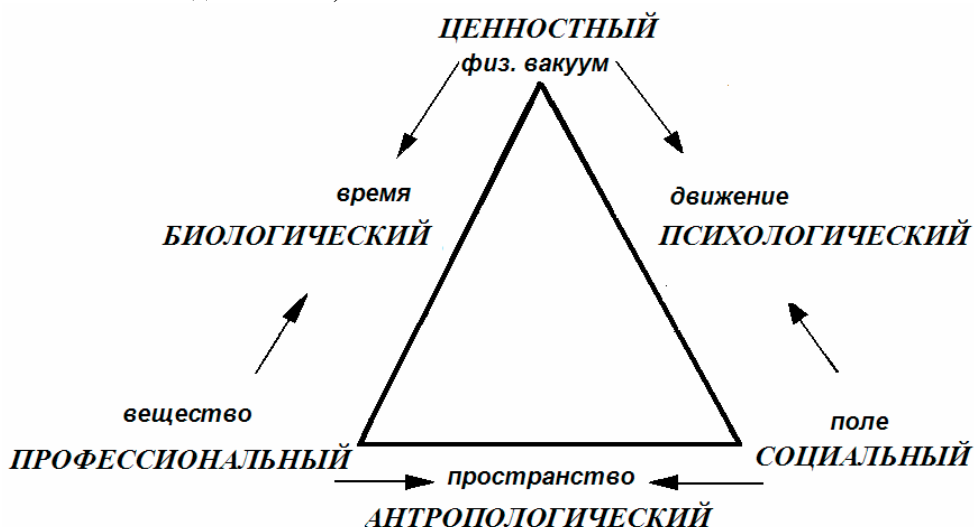 ЦЕННОСТНЫЙ
физ. вакуум
время
движение
БИОЛОГИЧЕСКИЙ
ПСИХОЛОГИЧЕСКИЙ
вещество
поле
ПРОФЕССИОНАЛЬНЫЙ
СОЦИАЛЬНЫЙ
пространство
АНТРОПОЛОГИЧЕСКИЙ